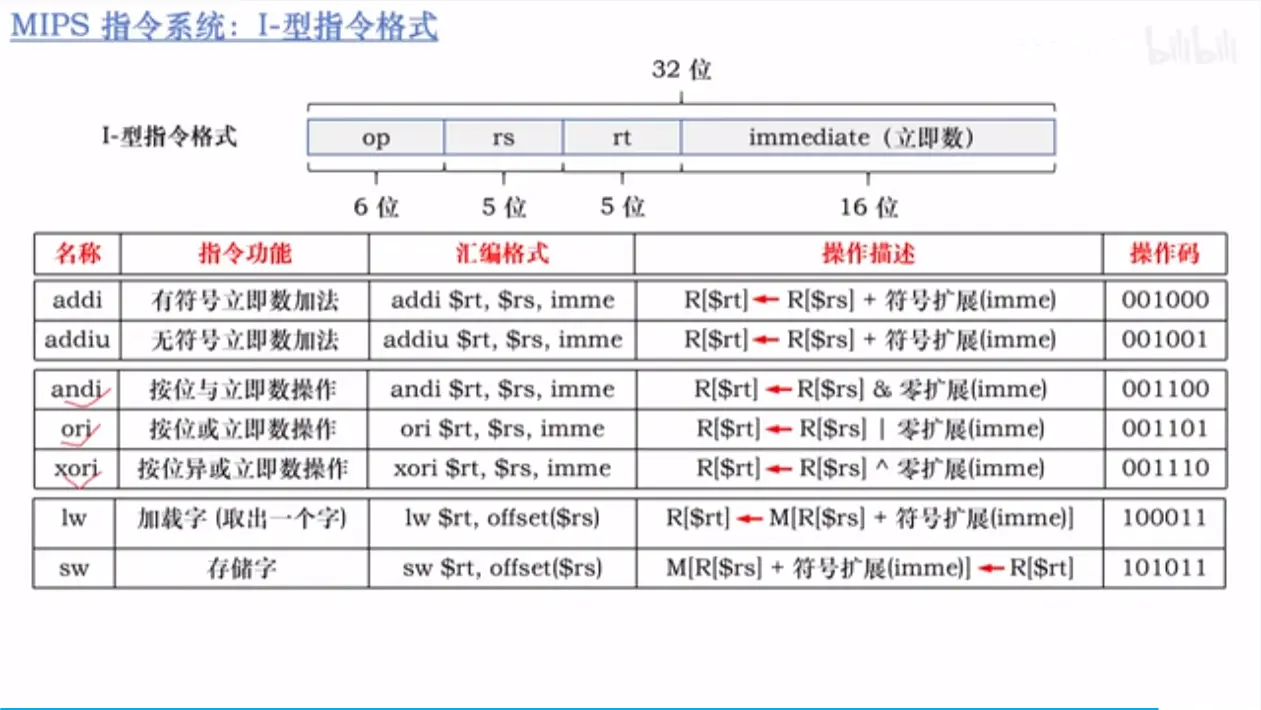 MIPS 指令系统：I-型指令格式
bilibili
32 位
I-型指令格式 op rs rt immediate（立即数）
6 位 5 位 5 位 16 位
名称 指令功能 汇编格式 操作描述 操作码
addi 有符号立即数加法 addi $rt, $rs, imme R[$rt] ← R[$rs] + 符号扩展(imme) 001000
addiu 无符号立即数加法 addiu $rt, $rs, imme R[$rt] ← R[$rs] + 符号扩展(imme) 001001
andi 按位与立即数操作 andi $rt, $rs, imme R[$rt] ← R[$rs] & 零扩展(imme) 001100
ori 按位或立即数操作 ori $rt, $rs, imme R[$rt] ← R[$rs] | 零扩展(imme) 001101
xori 按位异或立即数操作 xori $rt, $rs, imme R[$rt] ← R[$rs] ^ 零扩展(imme) 001110
lw 加载字 (取出一个字) lw $rt, offset($rs) R[$rt] ← M[R[$rs] + 符号扩展(imme)] 100011
sw 存储字 sw $rt, offset($rs) M[R[$rs] + 符号扩展(imme)] ← R[$rt] 101011